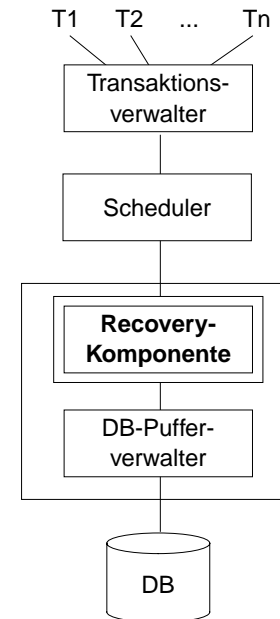 T1 T2 ... Tn
Transaktions-
verwalter
Scheduler
Recovery-
Komponente
DB-Puffer-
verwalter
DB